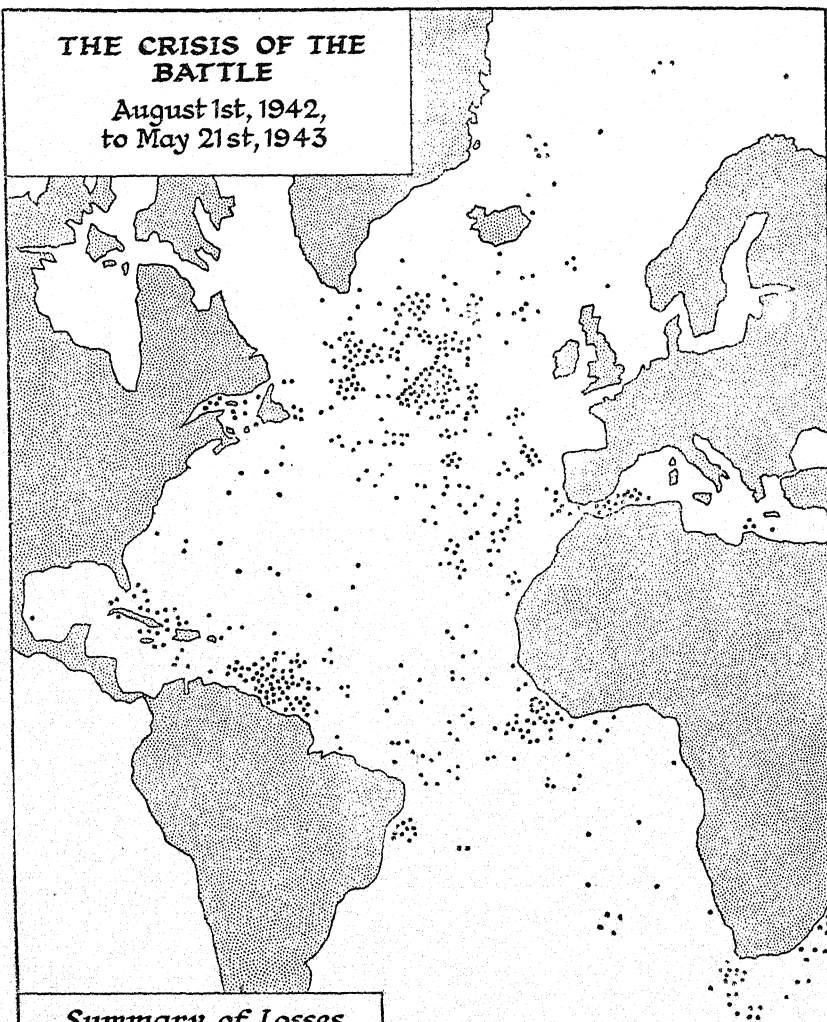 THE CRISIS OF THE
BATTLE
August 1st, 1942,
to May 21st, 1943
Summary of Losses